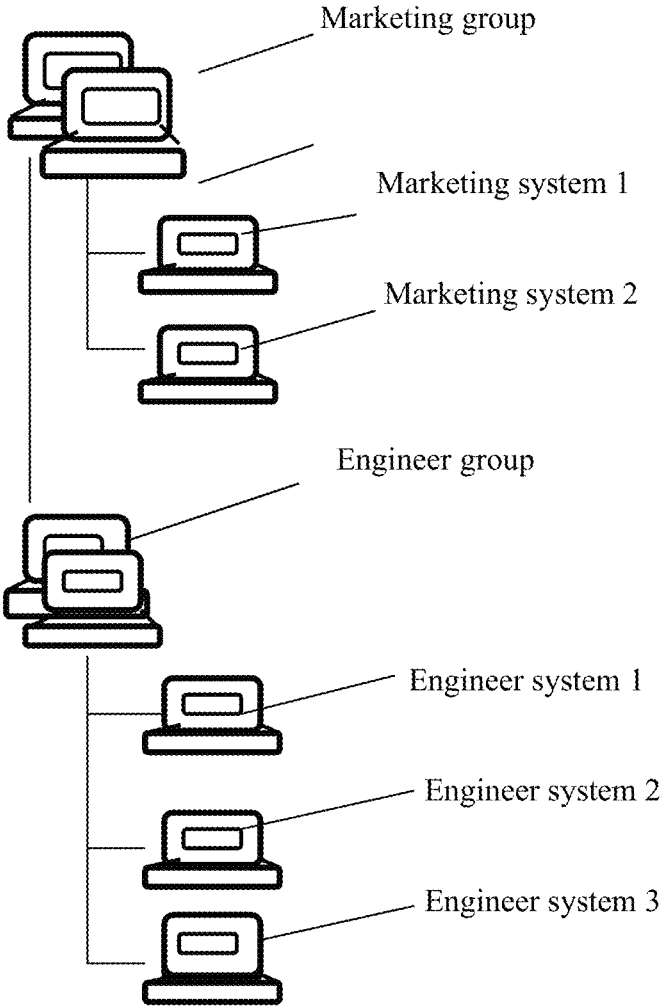 Marketing group
Marketing system 1
Marketing system 2
Engineer group
Engineer system 1
Engineer system 2
Engineer system 3